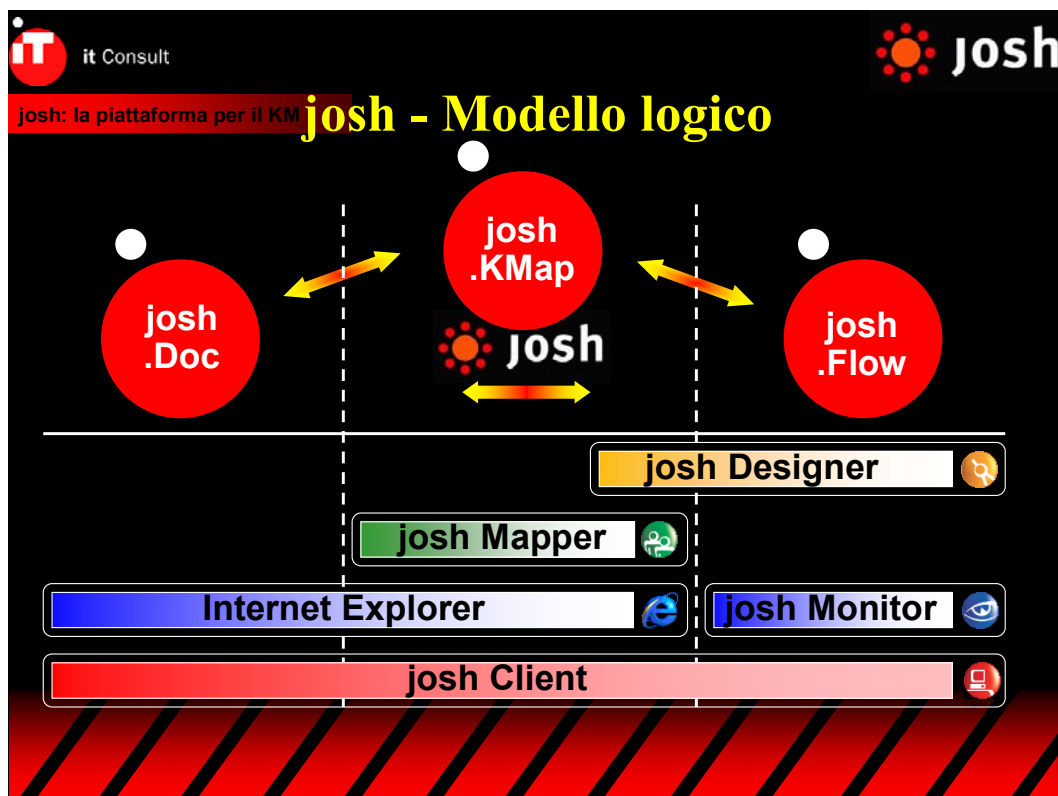 iT
it Consult
josh
josh: la piattaforma per il KM
josh - Modello logico
josh
.KMap
josh
.Doc
josh
.Flow
josh
josh Designer
josh Mapper
Internet Explorer
josh Monitor
josh Client